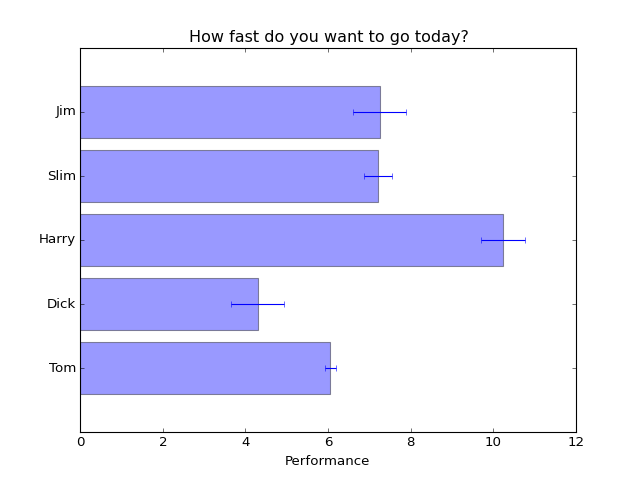 How fast do you want to go today?
Jim
Slim
Harry
Dick
Tom
0 2 4 6 8 10 12
Performance